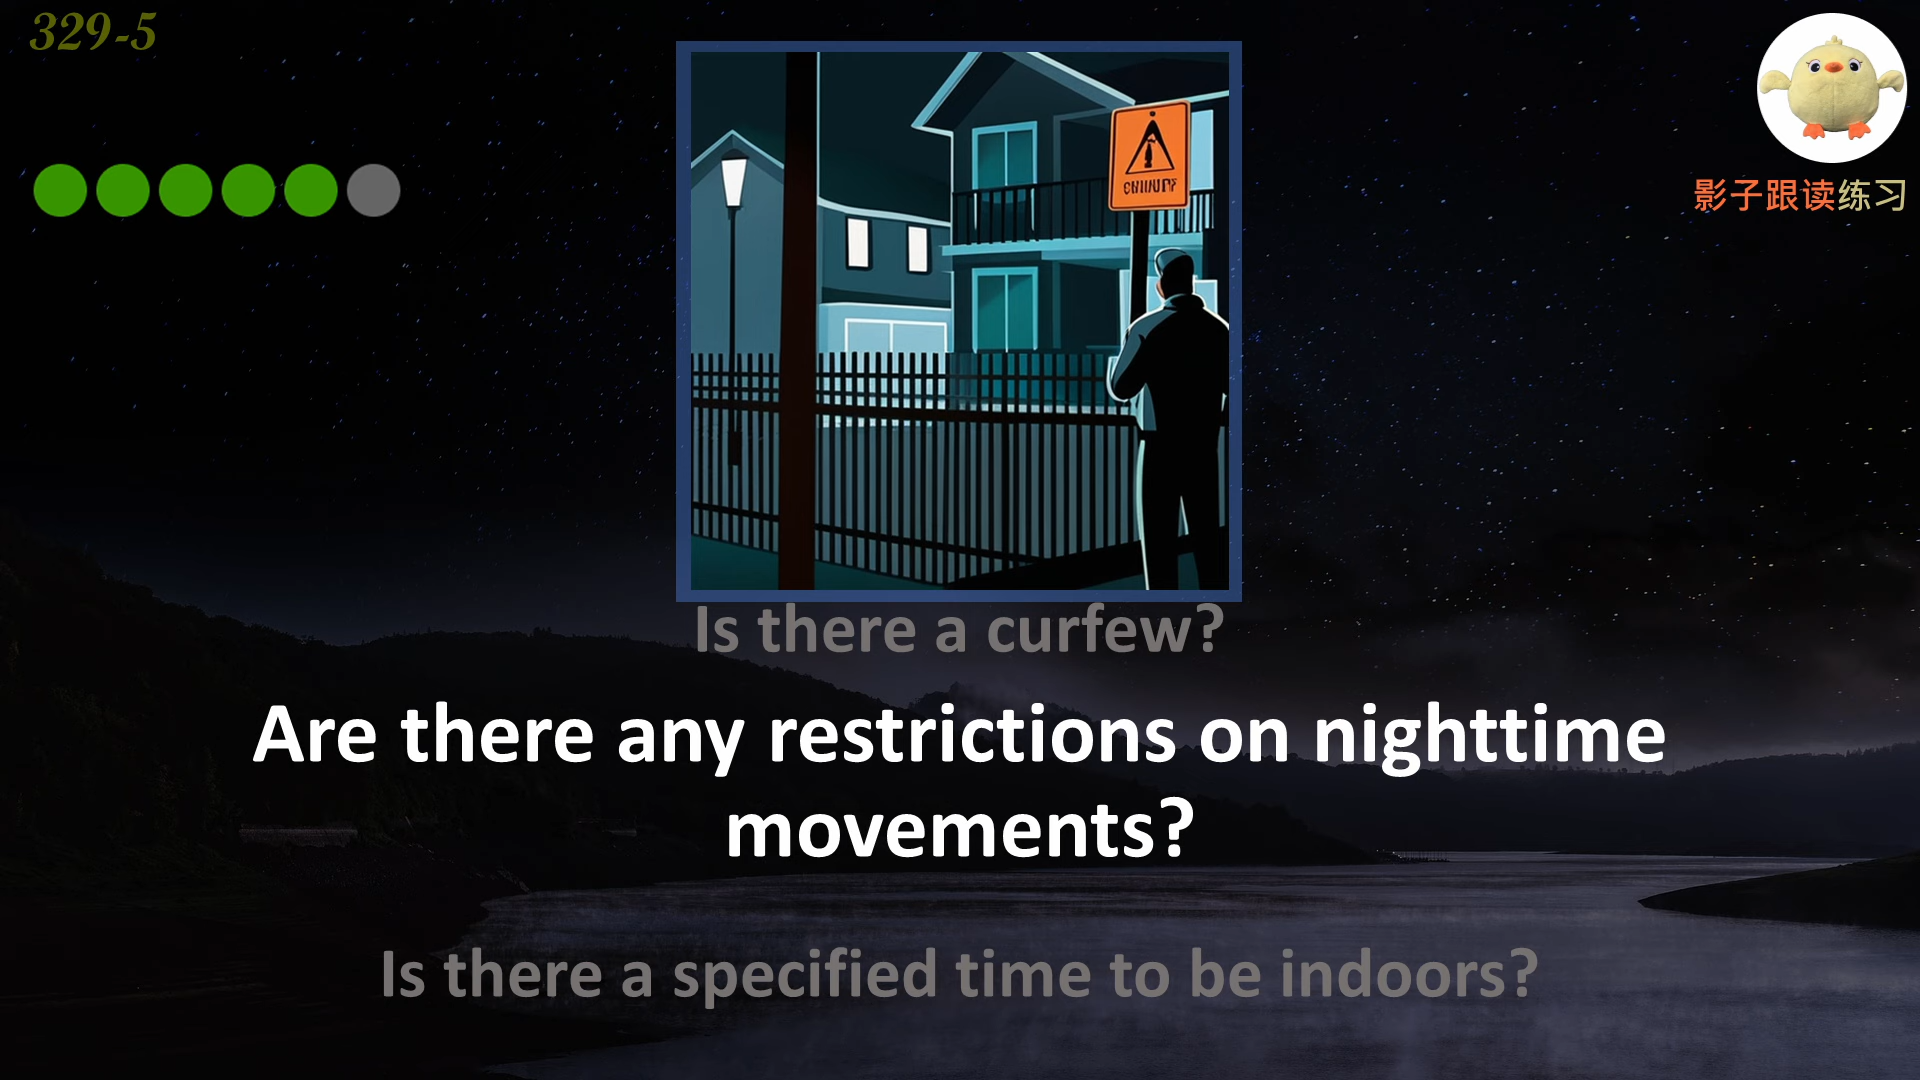 329-5
影子跟读练习
Is there a curfew?
Are there any restrictions on nighttime
movements?
Is there a specified time to be indoors?